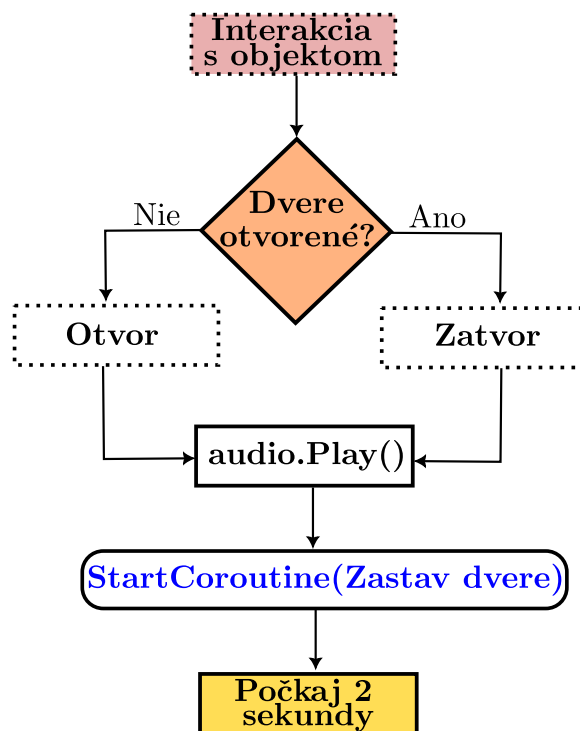 Interakcia
s objektom
Dvere
otvorené?
Nie
Ano
Otvor
Zatvor
audio.Play()
StartCoroutine(Zastav dvere)
Počkaj 2
sekundy